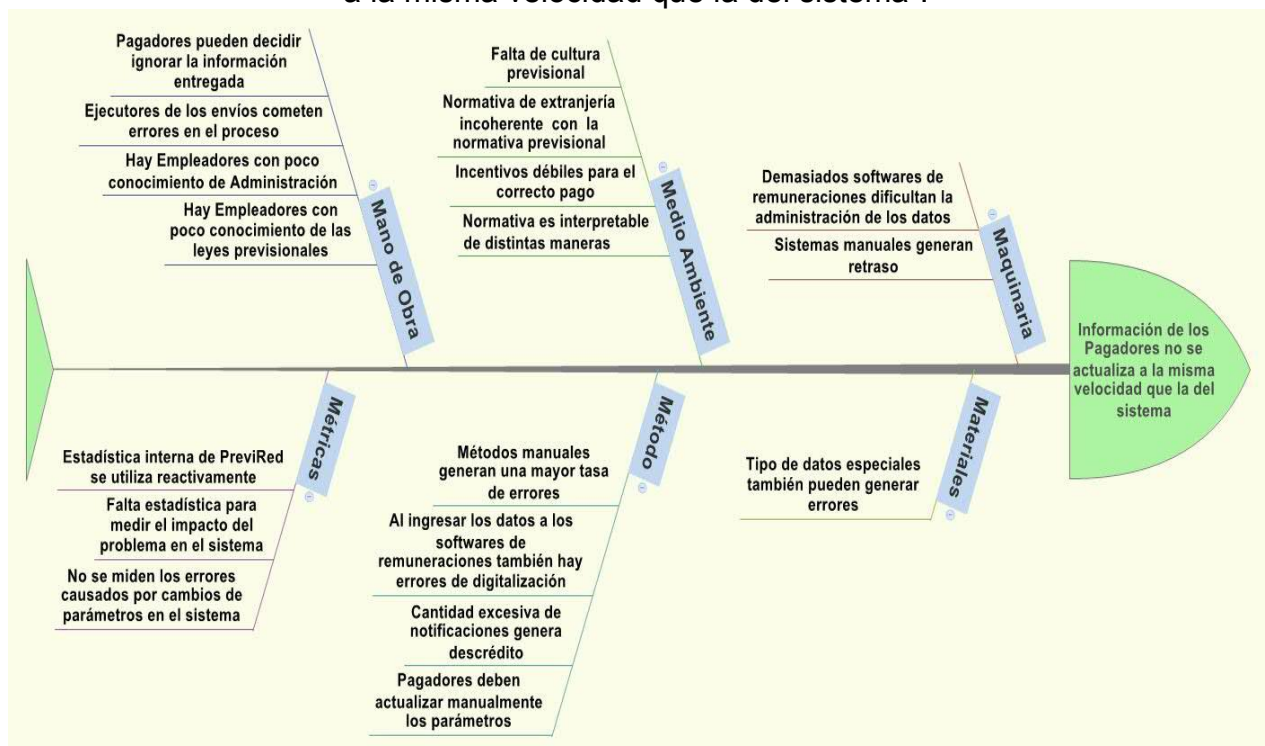 a la misma velocidad que la del sistema".
Pagadores pueden decidir
ignorar la información
entregada
Ejecutores de los envíos cometen
errores en el proceso
Hay Empleadores con poco
conocimiento de Administración
Hay Empleadores con
poco conocimiento de las
leyes previsionales
Mano de Obra
Falta de cultura
previsional
Normativa de extranjería
incoherente con la
normativa previsional
Incentivos débiles para el
correcto pago
Normativa es interpretable
de distintas maneras
Medio Ambiente
Demasiados softwares de
remuneraciones dificultan la
administración de los datos
Sistemas manuales generan
retraso
Maquinaria
Información de los
Pagadores no se
actualiza a la misma
velocidad que la del
sistema
Métricas
Estadística interna de PreviRed
se utiliza reactivamente
Falta estadística para
medir el impacto del
problema en el sistema
No se miden los errores
causados por cambios de
parámetros en el sistema
Método
Métodos manuales
generan una mayor tasa
de errores
Al ingresar los datos a los
softwares de
remuneraciones también hay
errores de digitalización
Cantidad excesiva de
notificaciones genera
descrédito
Pagadores deben
actualizar manualmente
los parámetros
Materiales
Tipo de datos especiales
también pueden generar
errores